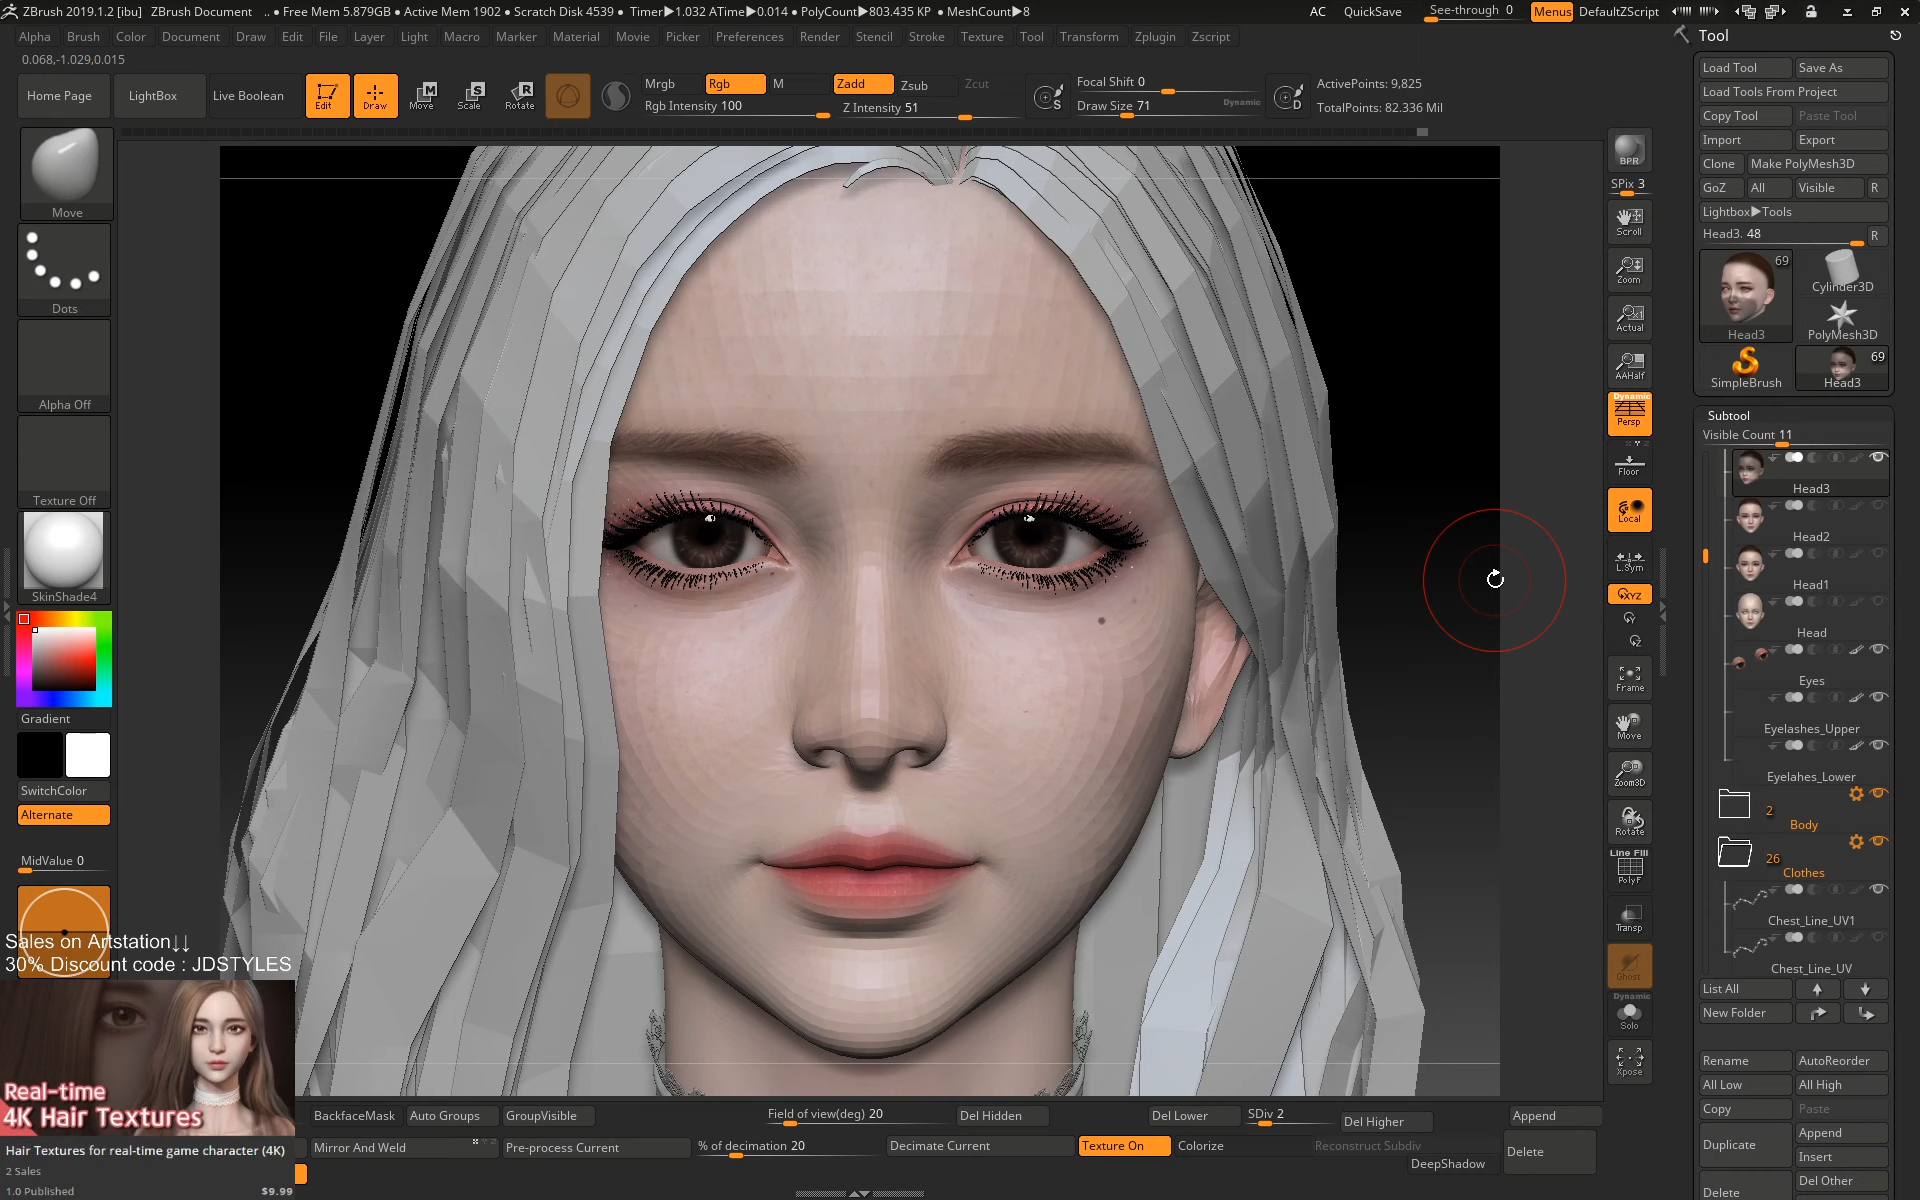 ZBrush 2019.1.2 [ibu] ZBrush Document .. • Free Mem 5.879GB • Active Mem 1902 • Scratch Disk 4539 • Timer▶1.032 ATime▶0.014 • PolyCount▶803.435 KP • MeshCount▶8 AC QuickSave See-through 0 Menus DefaultZScript
Alpha Brush Color Document Draw Edit File Layer Light Macro Marker Material Movie Picker Preferences Render Stencil Stroke Texture Tool Transform Zplugin Zscript
0.068,-1.029,0.015
Home Page LightBox Live Boolean Edit Draw Move Scale Rotate
Mrgb Rgb M Zadd Zsub Zcut
Rgb Intensity 100 Z Intensity 51
S
Focal Shift 0
Draw Size 71 Dynamic
D
ActivePoints: 9,825
TotalPoints: 82.336 Mil
Move
Dots
Alpha Off
Texture Off
SkinShade4
Gradient
SwitchColor
Alternate
MidValue 0
Sales on Artstation↓↓
30% Discount code : JDSTYLES
Real-time
4K Hair Textures
Hair Textures for real-time game character (4K)
2 Sales
1.0 Published $9.99
BackfaceMask Auto Groups GroupVisible Field of view(deg) 20 Del Hidden Del Lower SDiv 2 Del Higher Append
Mirror And Weld Pre-process Current % of decimation 20 Decimate Current Texture On Colorize Reconstruct Subdiv Delete
DeepShadow
BPR
SPix 3
Scroll
Zoom
Actual
AAHalf
Dynamic
Persp
Floor
Local
L.Sym
XYZ
Y
Z
Frame
Move
Zoom3D
Rotate
Line Fill
PolyF
Transp
Ghost
Dynamic
Solo
Xpose
Tool
Load Tool Save As
Load Tools From Project
Copy Tool Paste Tool
Import Export
Clone Make PolyMesh3D
GoZ All Visible R
Lightbox▶Tools
Head3. 48 R
69
Head3
Cylinder3D
PolyMesh3D
SimpleBrush
69
Head3
Subtool
Visible Count 11
Head3
Head2
Head1
Head
Eyes
Eyelashes_Upper
Eyelahes_Lower
2
Body
26
Clothes
Chest_Line_UV1
Chest_Line_UV
List All
New Folder
Rename AutoReorder
All Low All High
Copy Paste
Duplicate Append
Insert
Delete Del Other